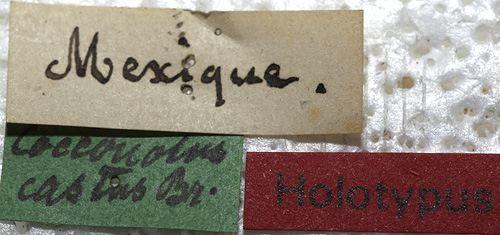 Mexique.
Cocconotus
castus Br.
Holotypus